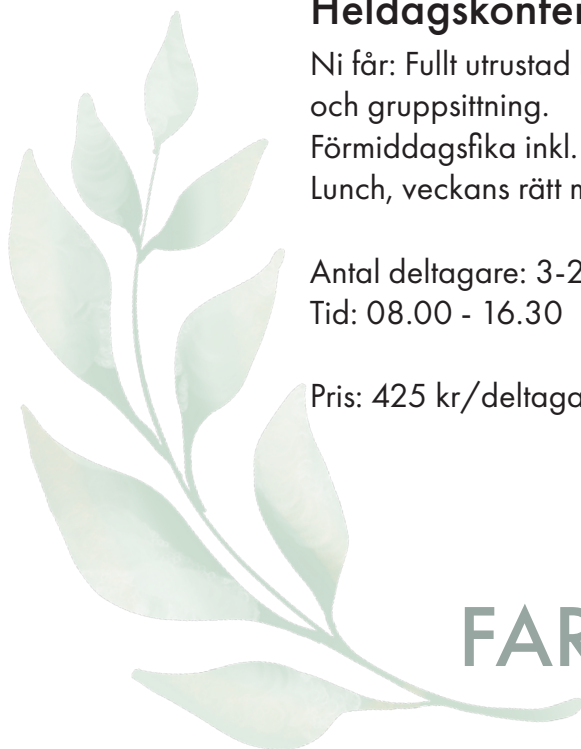 Heldagskonfer
Ni får: Fullt utrustad
och gruppsittning.
Förmiddagsfika inkl.
Lunch, veckans rätt m
Antal deltagare: 3-2
Tid: 08.00 - 16.30
Pris: 425 kr/deltaga
FAR